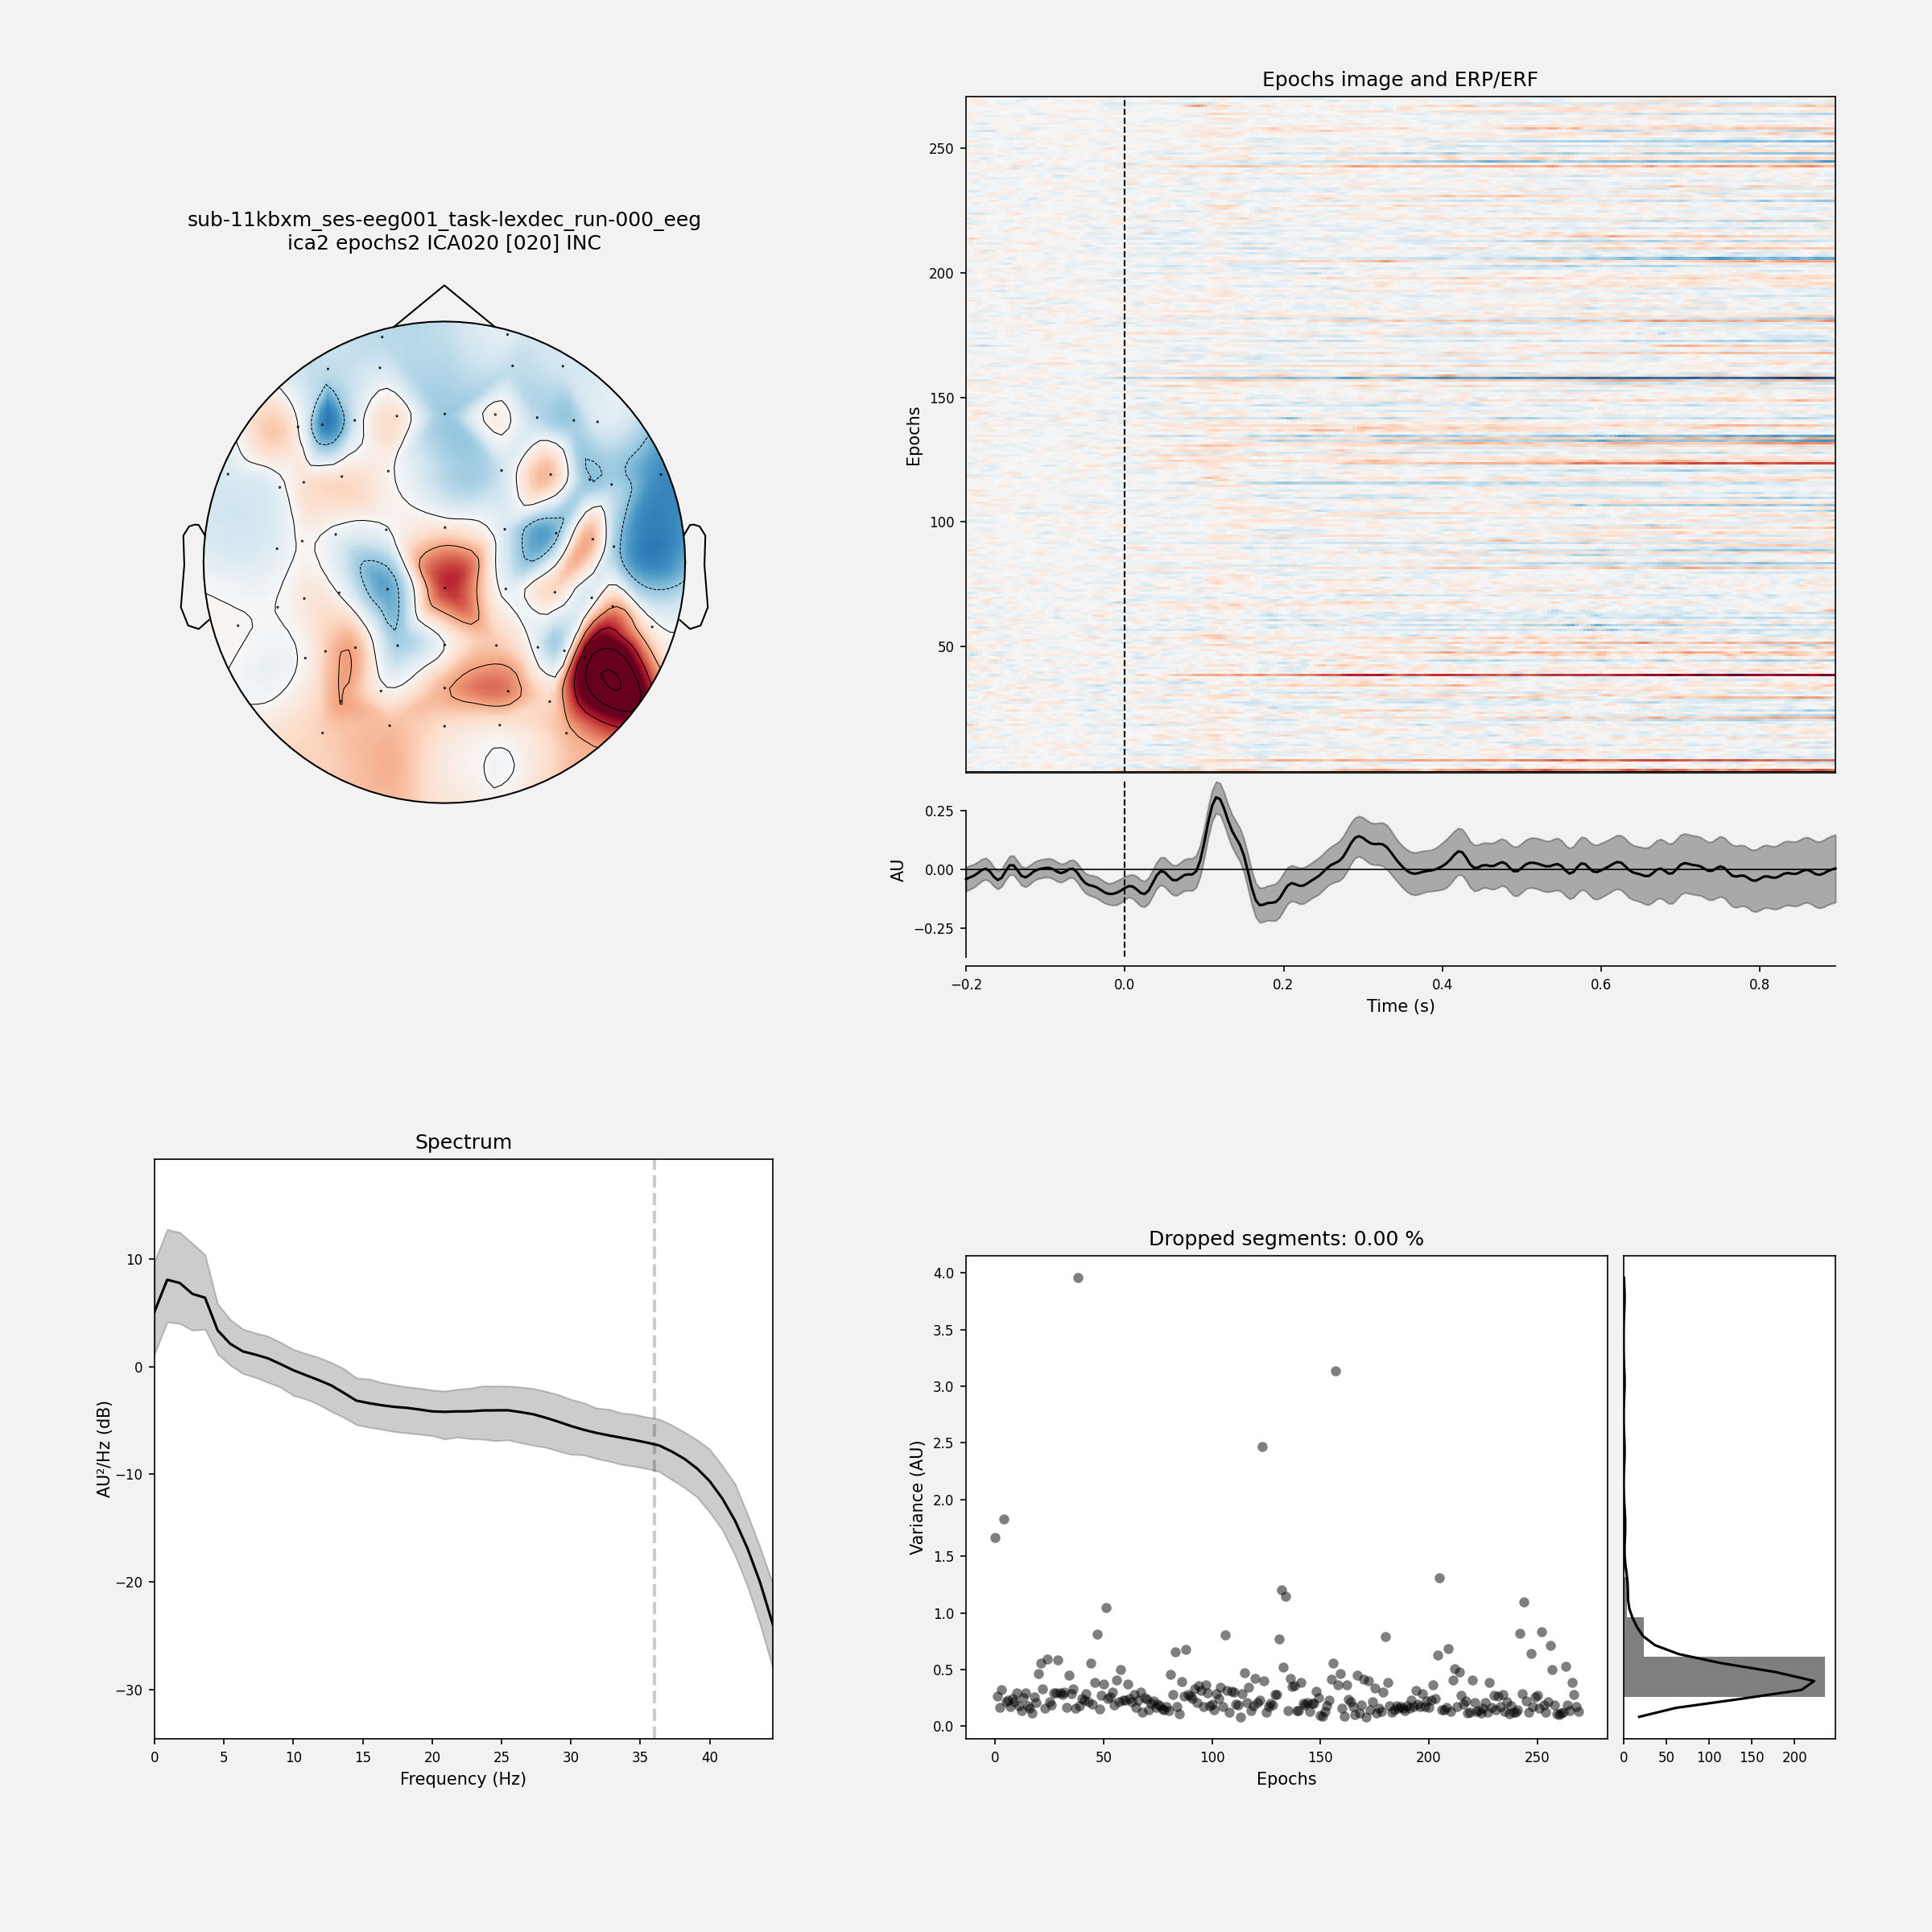 sub-11kbxm_ses-eeg001_task-lexdec_run-000_eeg
ica2 epochs2 ICA020 [020] INC
Epochs image and ERP/ERF
Epochs
250
200
150
100
50
AU
0.25
0.00
−0.25
−0.2 0.0 0.2 0.4 0.6 0.8
Time (s)
Spectrum
AU²/Hz (dB)
10
0
−10
−20
−30
0 5 10 15 20 25 30 35 40
Frequency (Hz)
Dropped segments: 0.00 %
Variance (AU)
4.0
3.5
3.0
2.5
2.0
1.5
1.0
0.5
0.0
0 50 100 150 200 250
Epochs
0 50 100 150 200